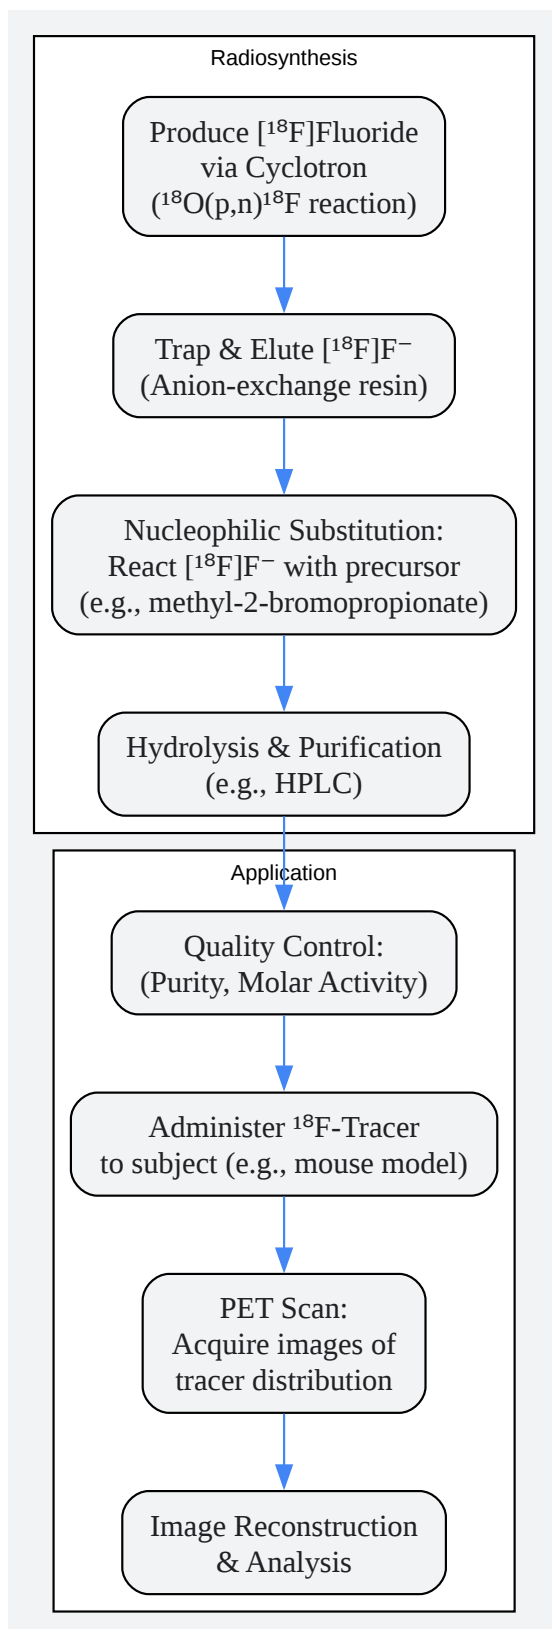 Radiosynthesis
Produce [¹⁸F]Fluoride
via Cyclotron
(¹⁸O(p,n)¹⁸F reaction)
Trap & Elute [¹⁸F]F⁻
(Anion-exchange resin)
Nucleophilic Substitution:
React [¹⁸F]F⁻ with precursor
(e.g., methyl-2-bromopropionate)
Hydrolysis & Purification
(e.g., HPLC)
Application
Quality Control:
(Purity, Molar Activity)
Administer ¹⁸F-Tracer
to subject (e.g., mouse model)
PET Scan:
Acquire images of
tracer distribution
Image Reconstruction
& Analysis